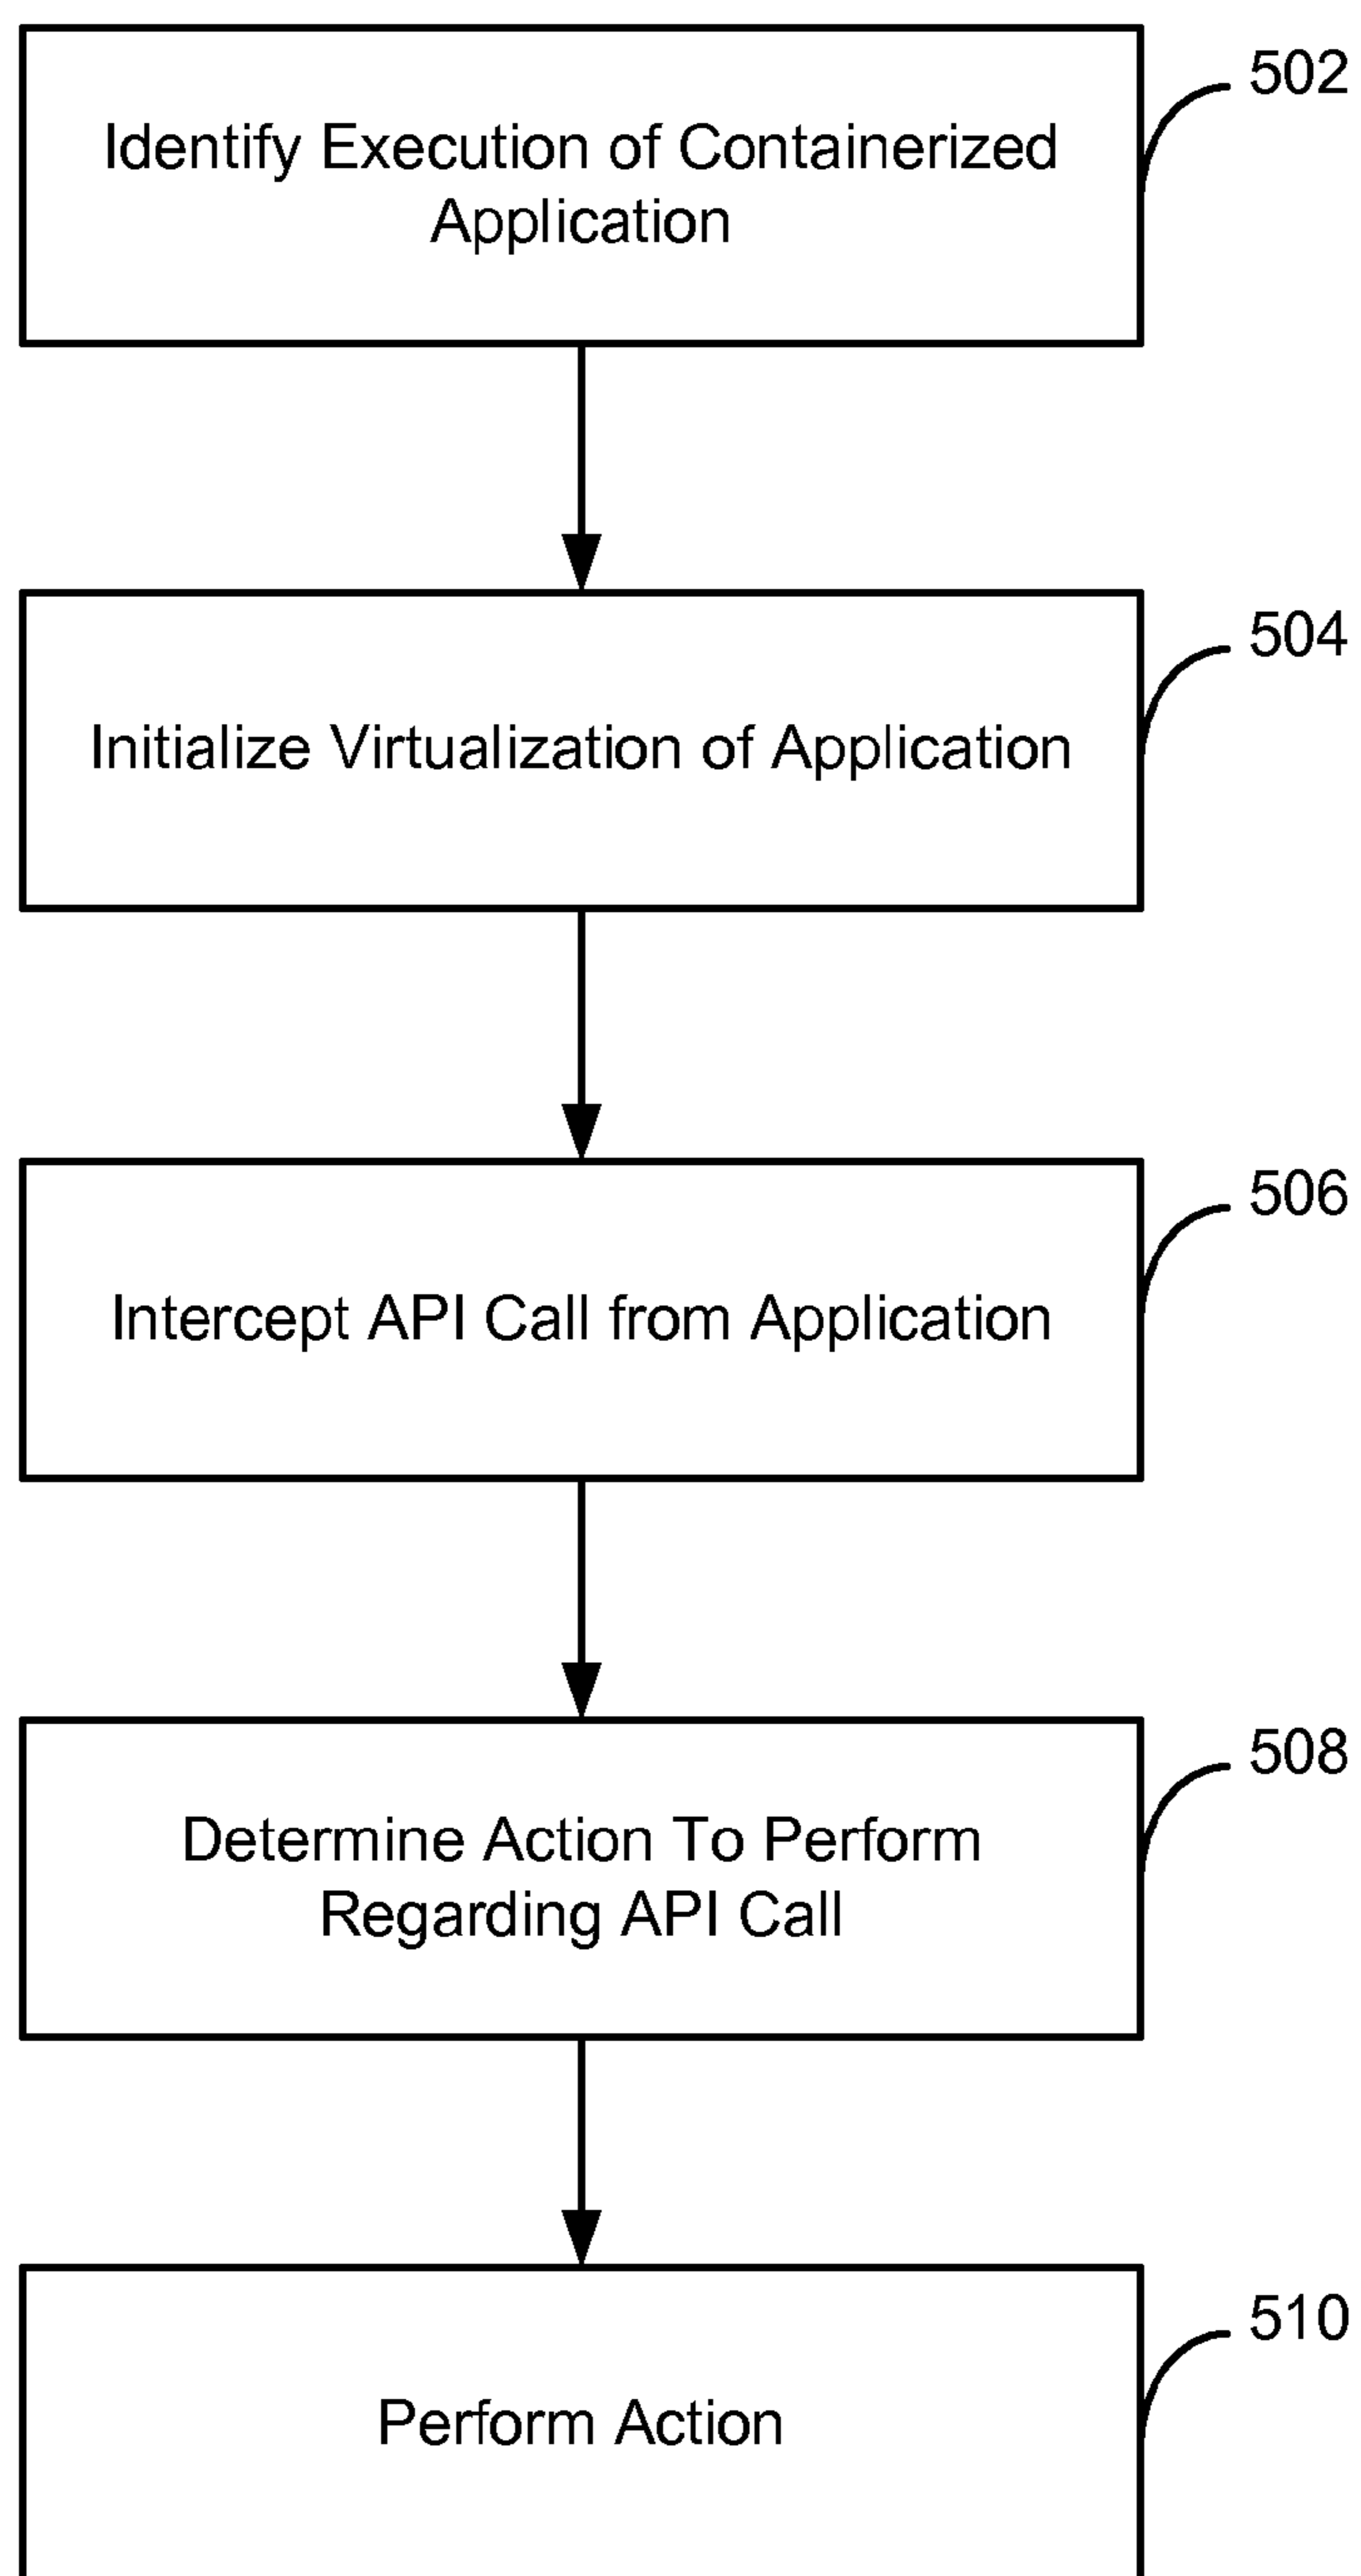 502
Identify Execution of Containerized
Application
504
Initialize Virtualization of Application
506
Intercept API Call from Application
508
Determine Action To Perform
Regarding API Call
510
Perform Action